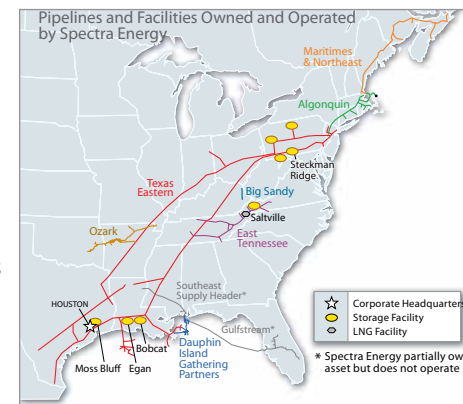 Pipelines and Facilities Owned and Operated
by Spectra Energy
Maritimes
& Northeast
Algonquin
Steckman
Ridge
Texas
Eastern
Big Sandy
Saltville
Ozark
East
Tennessee
Southeast
Supply Header*
HOUSTON
Gulfstream*
Bobcat
Dauphin
Island
Gathering
Partners
Moss Bluff
Egan
Corporate Headquarters
Storage Facility
LNG Facility
* Spectra Energy partially ow
asset but does not operate